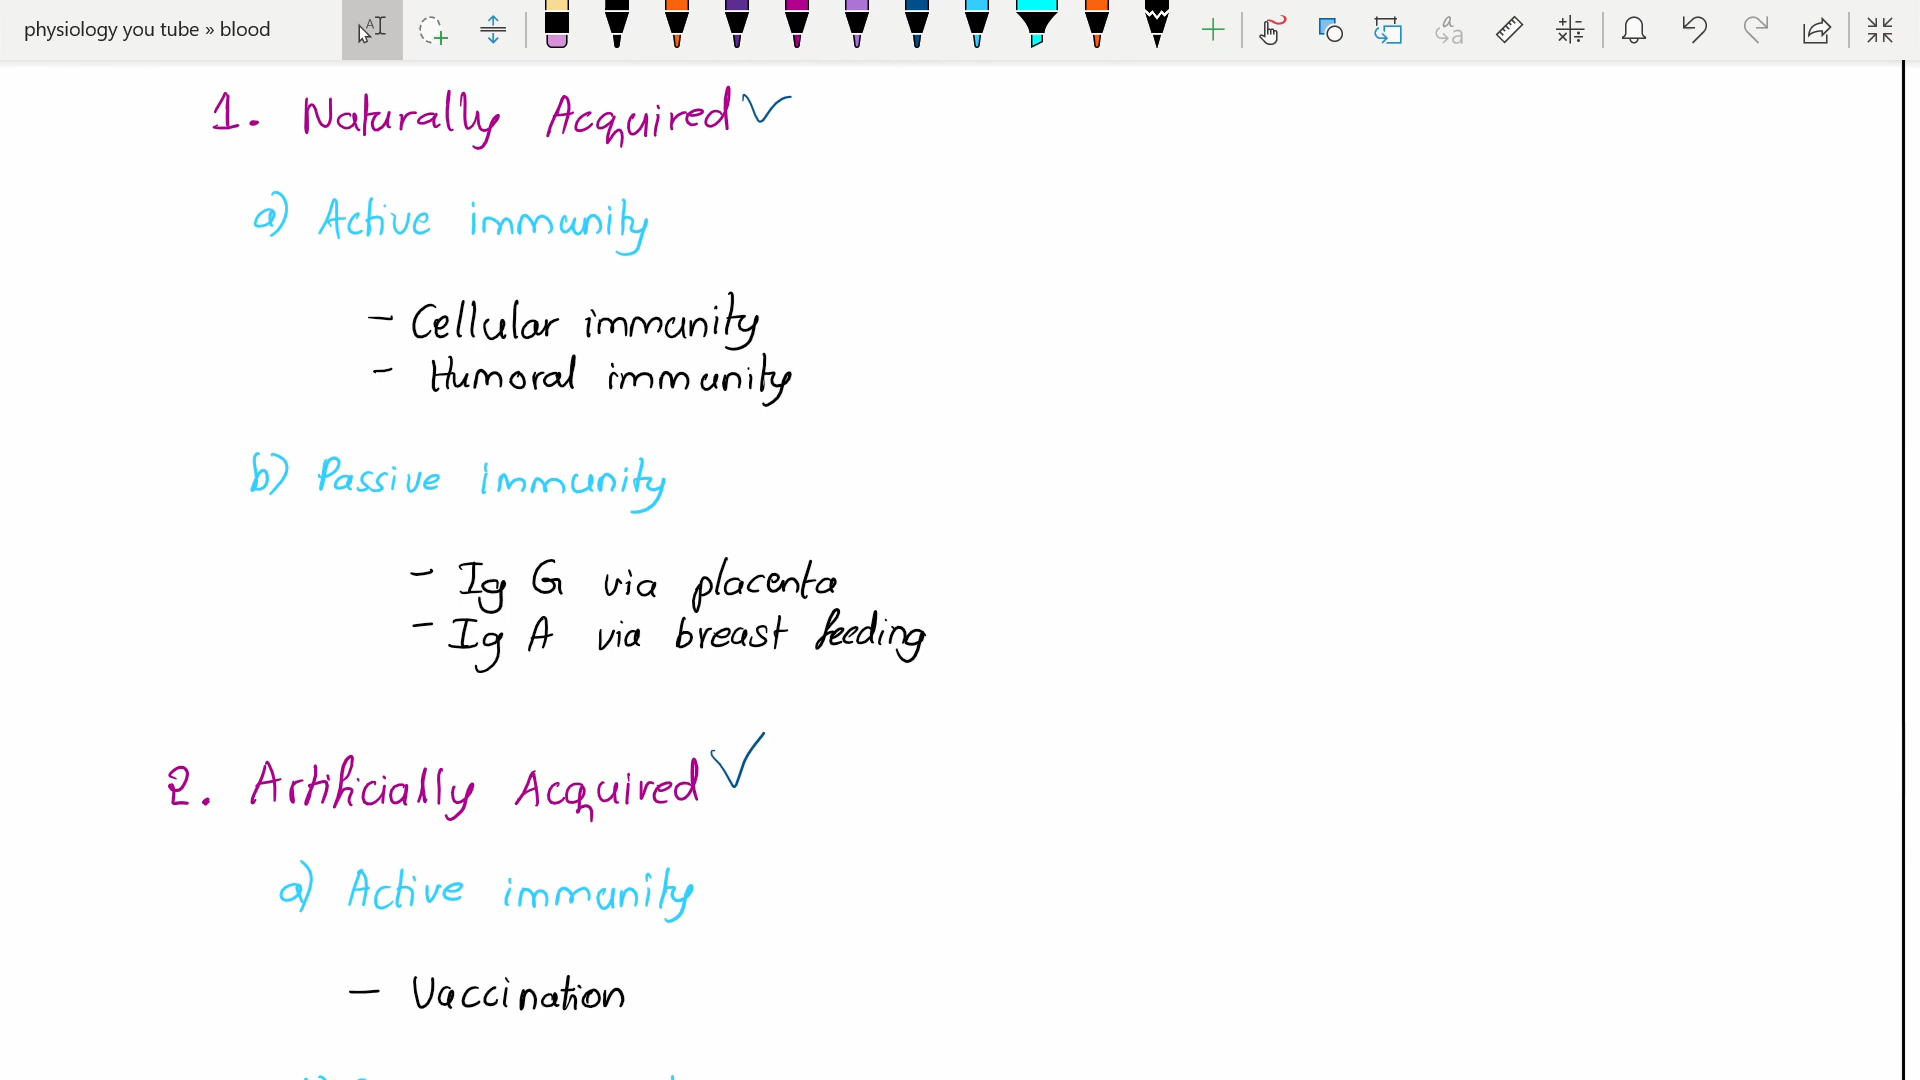 physiology you tube » blood
1. Naturally Acquired
a) Active immunity
- Cellular immunity
- Humoral immunity
b) Passive immunity
- Ig G via placenta
- Ig A via breast feeding
2. Artificially Acquired
a) Active immunity
- Vaccination